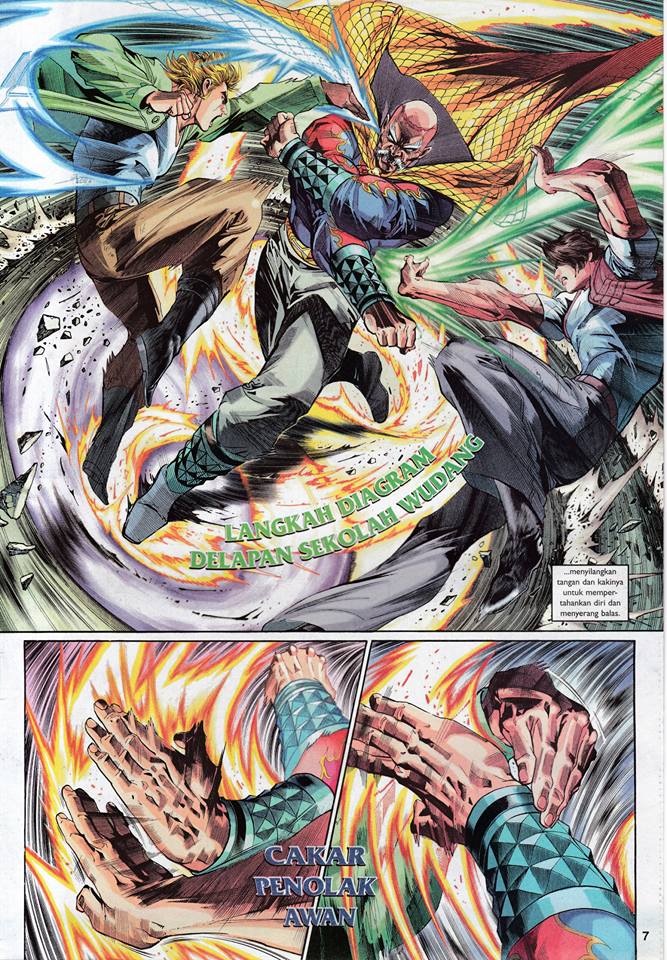 LANGKAH DIAGRAM
DELAPAN SEKOLAH WUDANG
...menyilangkan
tangan dan kakinya
untuk memper-
tahankan diri dan
menyerang balas.
CAKAR
PENOLAK
AWAN
7